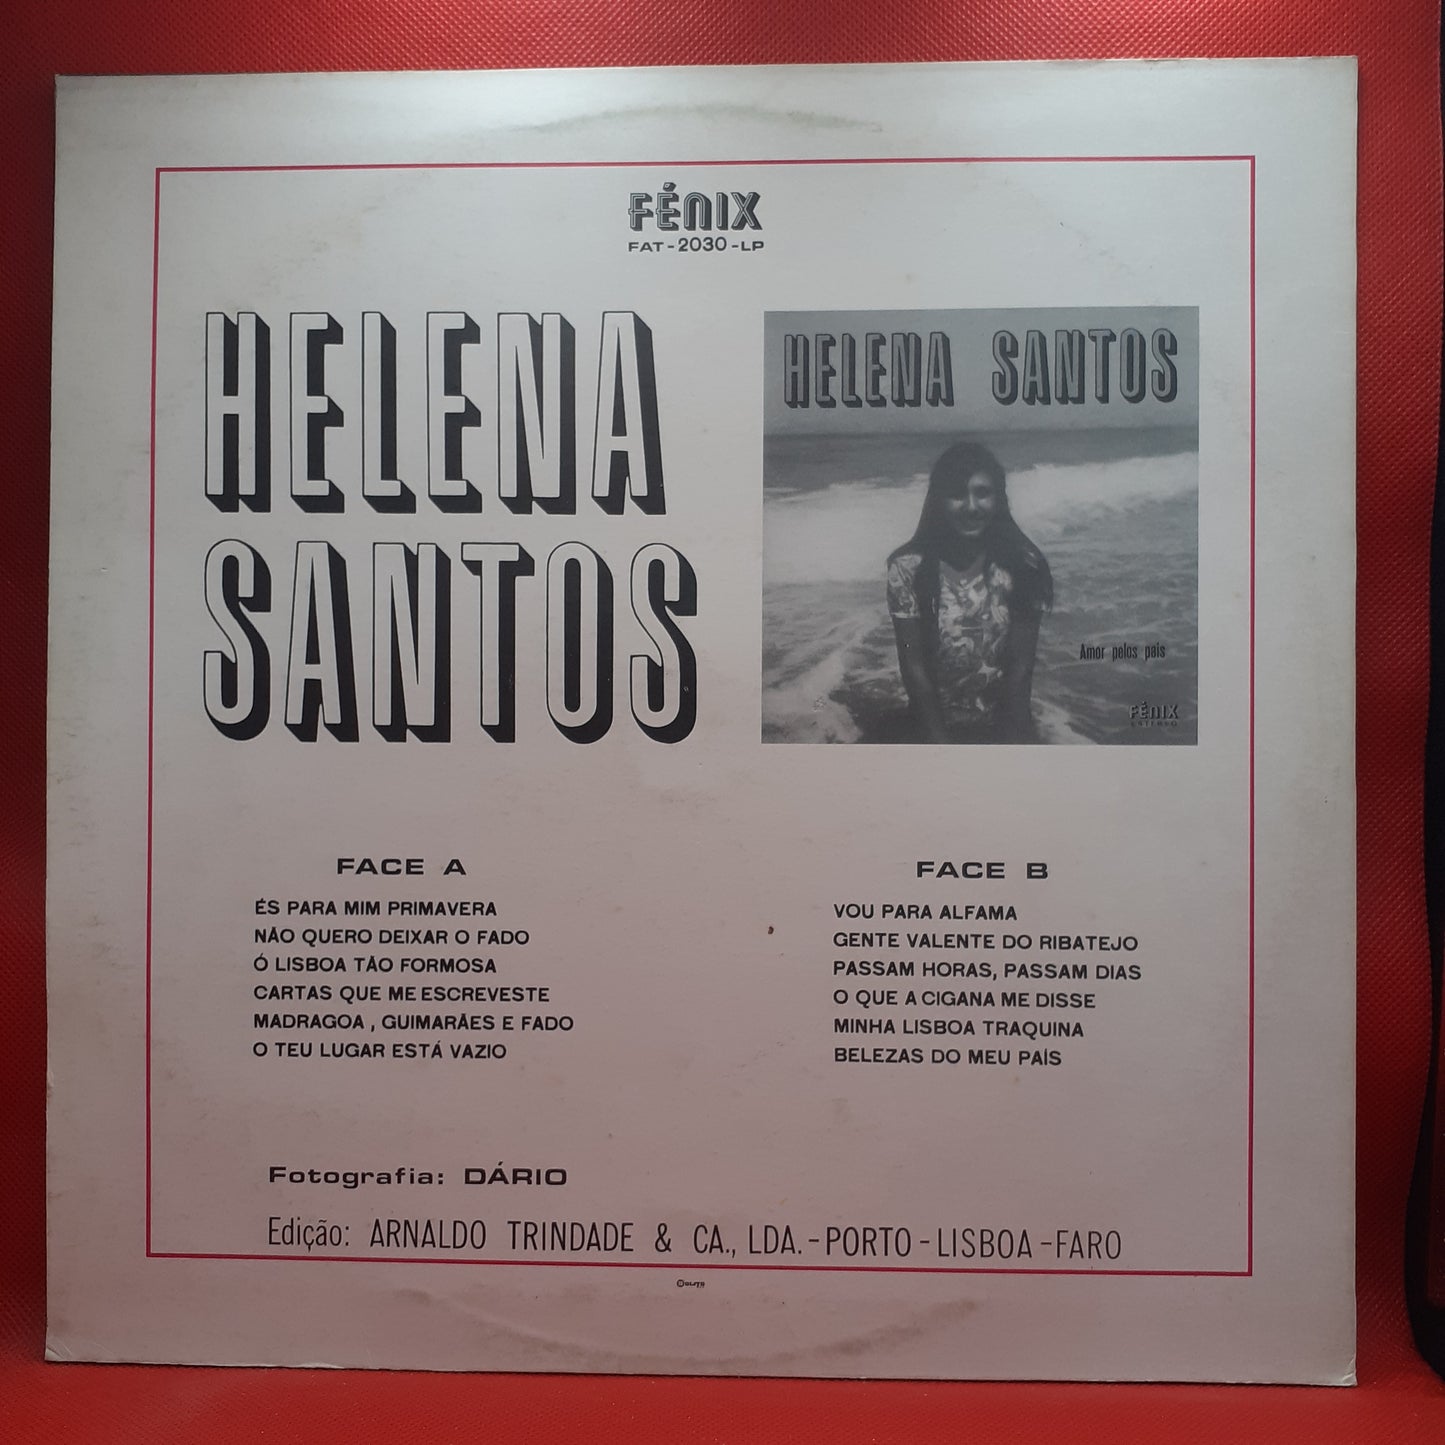 FÉNIX
FAT-2030-LP
HELENA
SANTOS
HELENA SANTOS
Amor pelos pais
FÉNIX
ESTÉREO
FACE A
ÉS PARA MIM PRIMAVERA
NÃO QUERO DEIXAR O FADO
Ó LISBOA TÃO FORMOSA
CARTAS QUE ME ESCREVESTE
MADRAGOA, GUIMARÃES E FADO
O TEU LUGAR ESTÁ VAZIO
FACE B
VOU PARA ALFAMA
GENTE VALENTE DO RIBATEJO
PASSAM HORAS, PASSAM DIAS
O QUE A CIGANA ME DISSE
MINHA LISBOA TRAQUINA
BELEZAS DO MEU PAÍS
Fotografia: DÁRIO
Edição: ARNALDO TRINDADE & CA., LDA.-PORTO-LISBOA-FARO